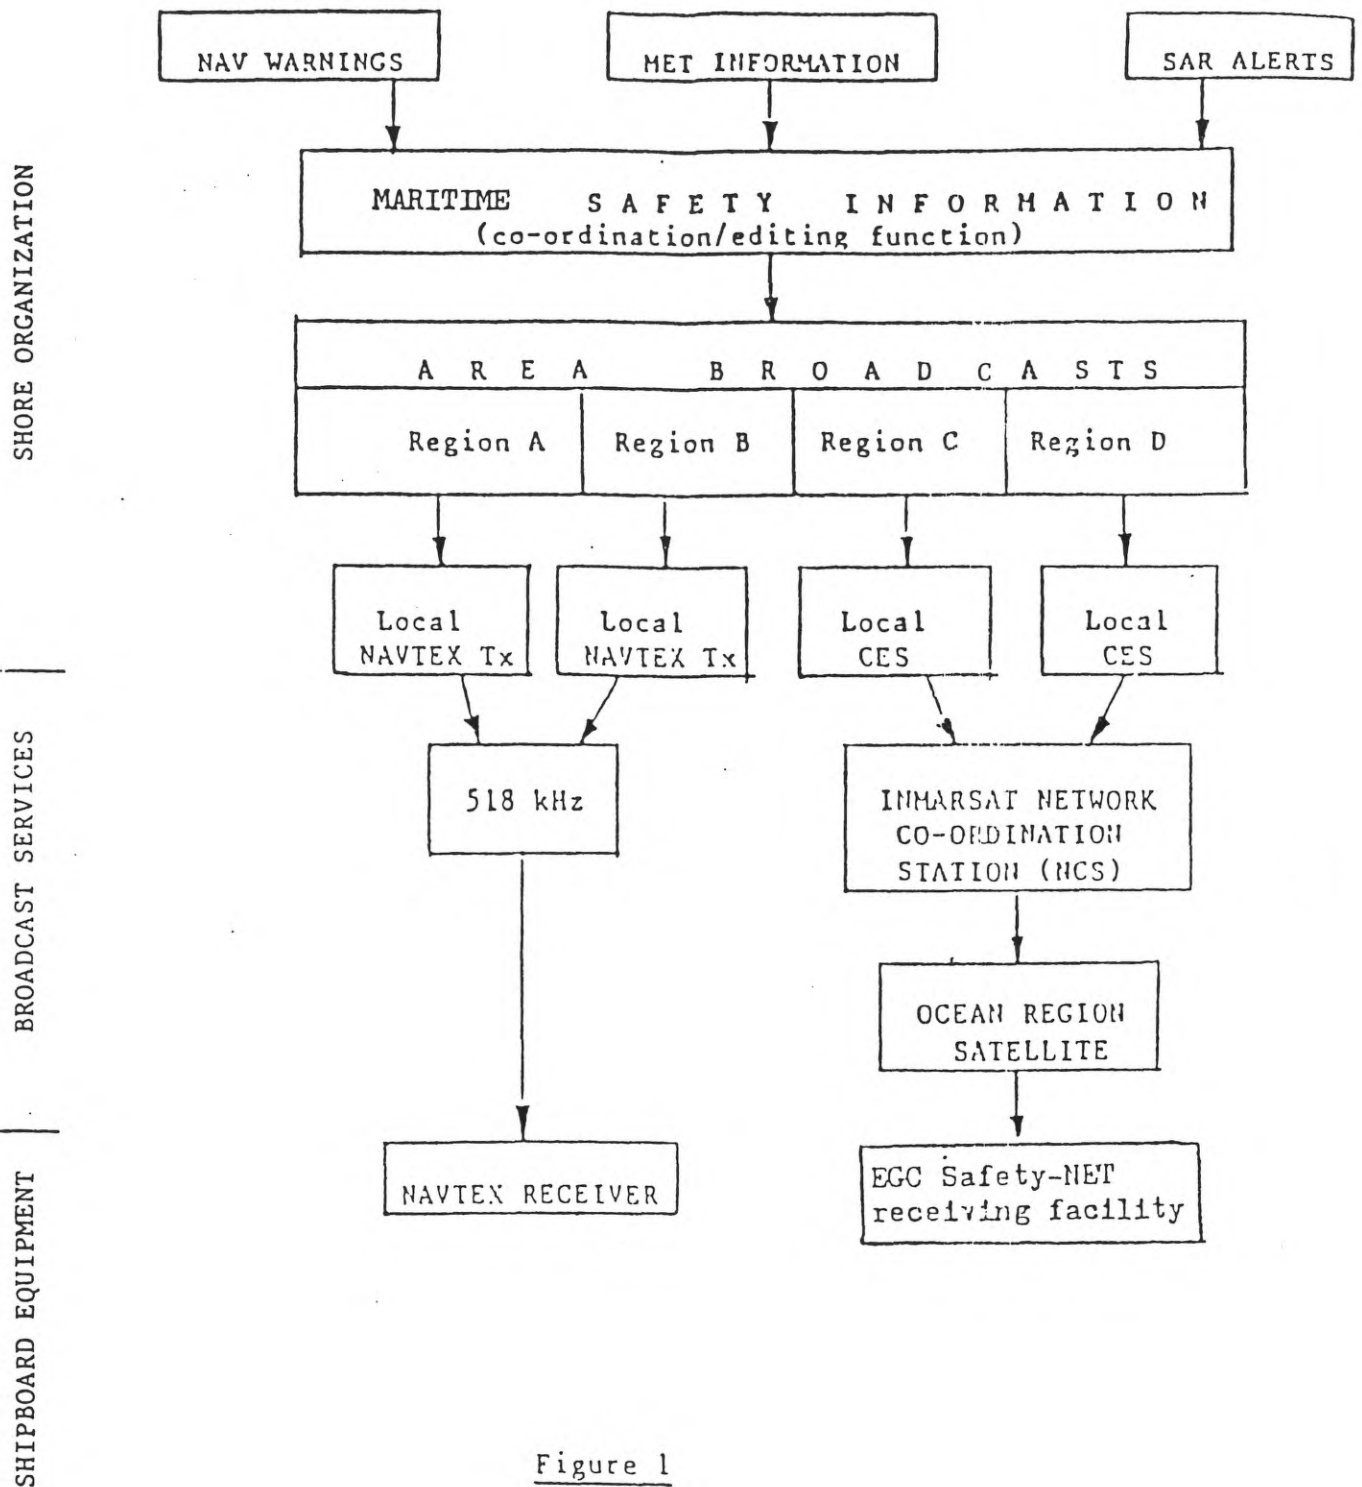 NAV WARNINGS
MET INFORMATION
SAR ALERTS
MARITIME SAFETY INFORMATION
(co-ordination/editing function)
AREA BROADCASTS
Region A
Region B
Region C
Region D
Local
NAVTEX Tx
Local
NAVTEX Tx
Local
CES
Local
CES
518 kHz
INMARSAT NETWORK
CO-ORDINATION
STATION (NCS)
OCEAN REGION
SATELLITE
NAVTEX RECEIVER
EGC Safety-NET
receiving facility
SHORE ORGANIZATION
BROADCAST SERVICES
SHIPBOARD EQUIPMENT
Figure 1